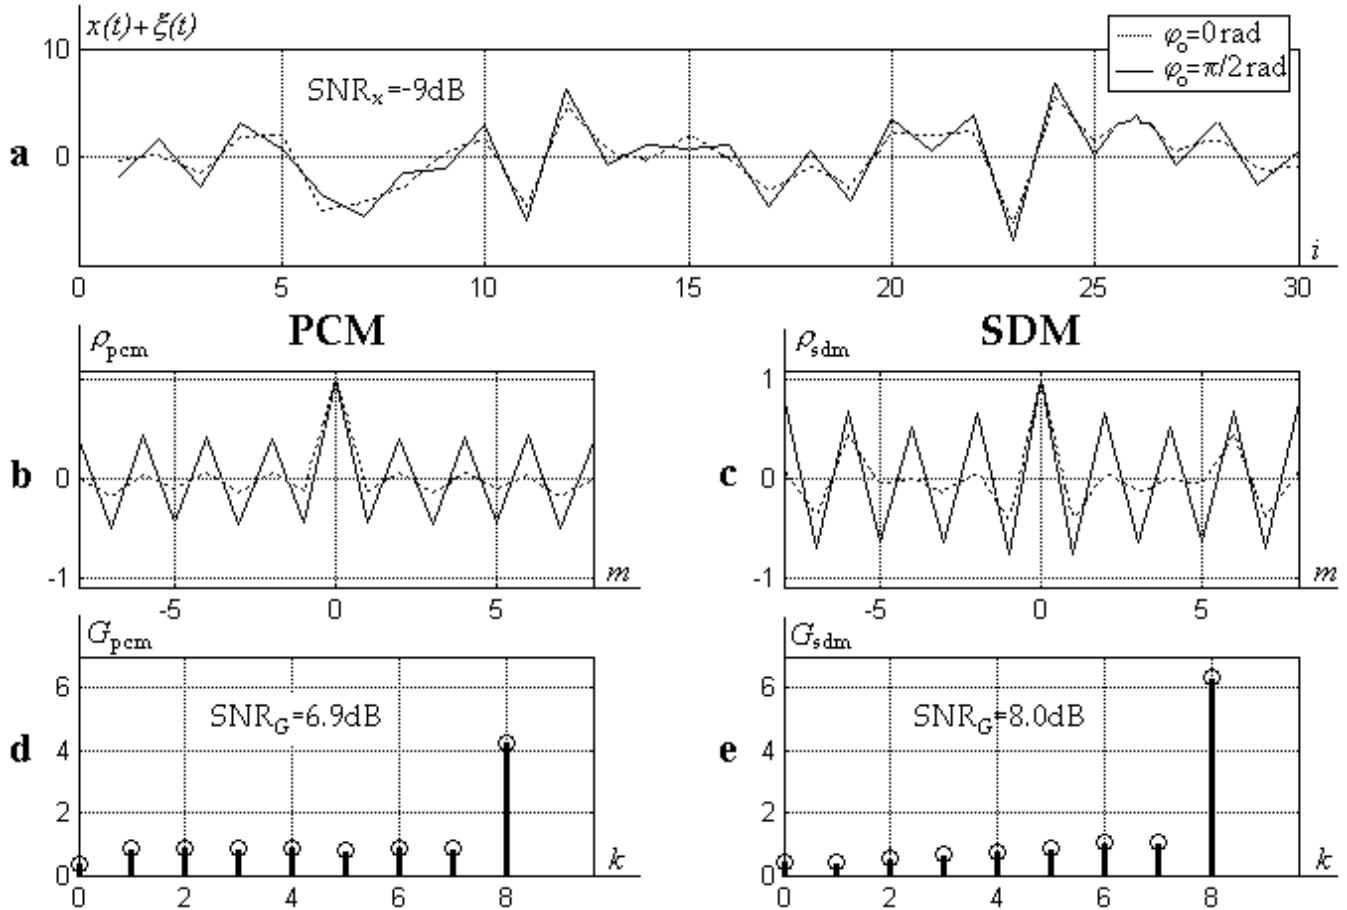 x(t)+ξ(t)
φo=0 rad
φo=π/2 rad
10
SNRx=-9dB
a
0
i
0 5 10 15 20 25 30
PCM
SDM
ρpcm
ρsdm
1
b
0
c
0
-1
m
-1
m
-5 0 5
-5 0 5
Gpcm
Gsdm
6
6
SNRG=6.9dB
SNRG=8.0dB
d
4
e
4
2
2
0
k
0
k
0 2 4 6 8
0 2 4 6 8